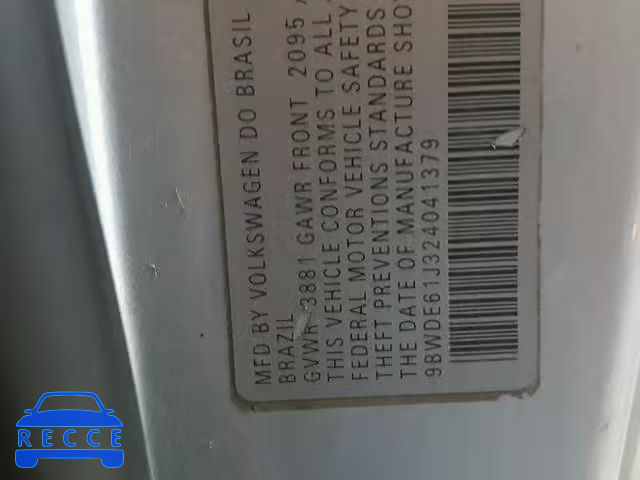 MFD BY VOLKSWAGEN DO BRASIL
BRAZIL
GVWR 3881 GAWR FRONT 2095
THIS VEHICLE CONFORMS TO ALL
FEDERAL MOTOR VEHICLE SAFETY
THEFT PREVENTIONS STANDARDS
THE DATE OF MANUFACTURE SHO
9BWDE61J324041379
RECCE